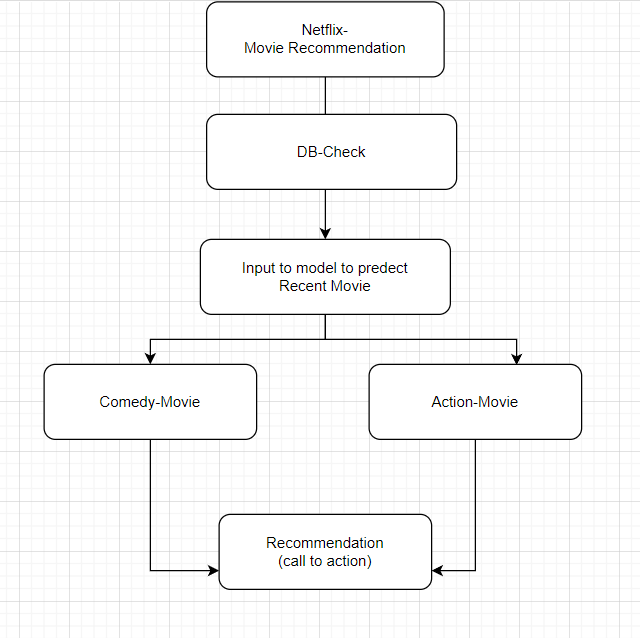 Netflix-
Movie Recommendation
DB-Check
Input to model to predect
Recent Movie
Comedy-Movie
Action-Movie
Recommendation
(call to action)